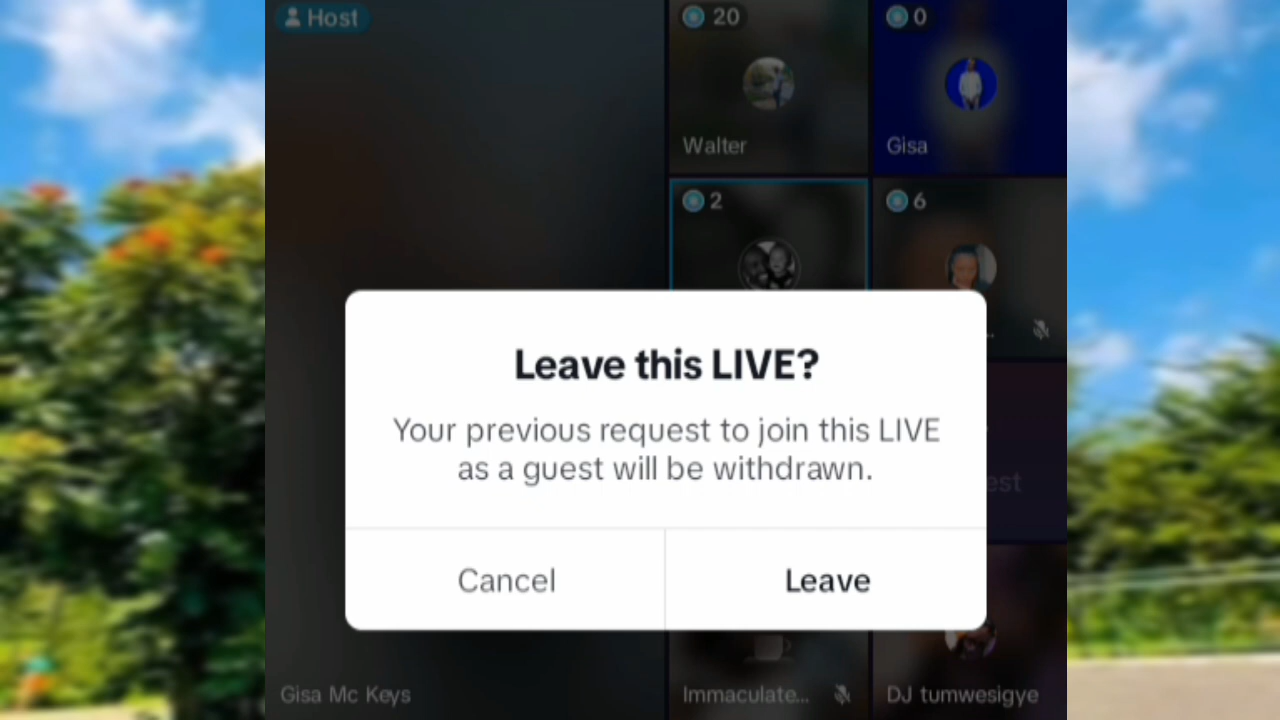 Host
20
0
Walter
Gisa
2
6
Leave this LIVE?
Your previous request to join this LIVE
as a guest will be withdrawn.
Cancel
Leave
Gisa Mc Keys
Immaculate...
DJ tumwesigye